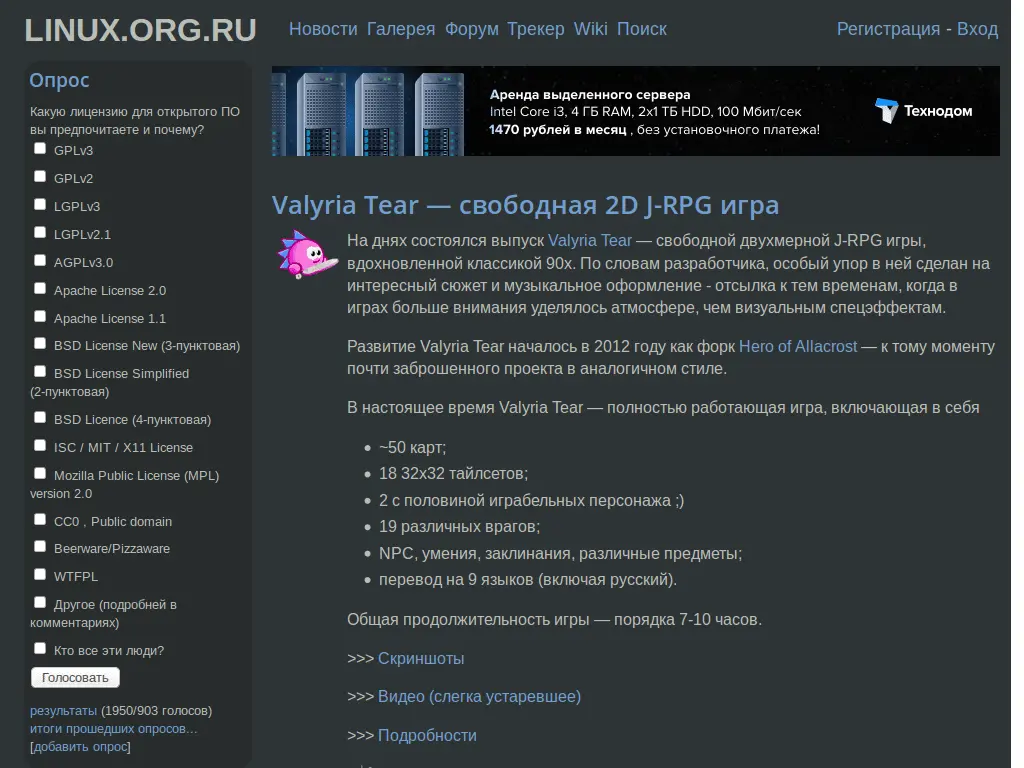 LINUX.ORG.RU
Новости Галерея Форум Трекер Wiki Поиск
Регистрация - Вход
Опрос
Какую лицензию для открытого ПО
вы предпочитаете и почему?
GPLv3
GPLv2
LGPLv3
LGPLv2.1
AGPLv3.0
Apache License 2.0
Apache License 1.1
BSD License New (3-пунктовая)
BSD License Simplified
(2-пунктовая)
BSD Licence (4-пунктовая)
ISC / MIT / X11 License
Mozilla Public License (MPL)
version 2.0
CC0 , Public domain
Beerware/Pizzaware
WTFPL
Другое (подробней в
комментариях)
Кто все эти люди?
Голосовать
результаты (1950/903 голосов)
итоги прошедших опросов...
[добавить опрос]
Аренда выделенного сервера
Intel Core i3, 4 ГБ RAM, 2x1 ТБ HDD, 100 Мбит/сек
1470 рублей в месяц , без установочного платежа!
Технодом
Valyria Tear — свободная 2D J-RPG игра
На днях состоялся выпуск Valyria Tear — свободной двухмерной J-RPG игры,
вдохновленной классикой 90х. По словам разработчика, особый упор в ней сделан на
интересный сюжет и музыкальное оформление - отсылка к тем временам, когда в
играх больше внимания уделялось атмосфере, чем визуальным спецэффектам.
Развитие Valyria Tear началось в 2012 году как форк Hero of Allacrost — к тому моменту
почти заброшенного проекта в аналогичном стиле.
В настоящее время Valyria Tear — полностью работающая игра, включающая в себя
~50 карт;
18 32x32 тайлсетов;
2 с половиной играбельных персонажа ;)
19 различных врагов;
NPC, умения, заклинания, различные предметы;
перевод на 9 языков (включая русский).
Общая продолжительность игры — порядка 7-10 часов.
>>> Скриншоты
>>> Видео (слегка устаревшее)
>>> Подробности